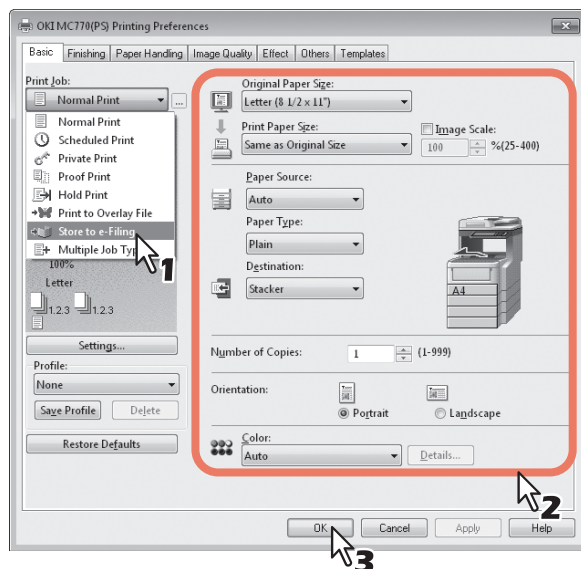 OKI MC770(PS) Printing Preferences
Basic Finishing Paper Handling Image Quality Effect Others Templates
Print Job:
Normal Print
...
Normal Print
Scheduled Print
Private Print
Proof Print
Hold Print
Print to Overlay File
Store to e-Filing
Multiple Job Typ
1
100%
Letter
1.2.3 1.2.3
Settings...
Profile:
None
Save Profile Delete
Restore Defaults
Original Paper Size:
Letter (8 1/2 x 11")
Print Paper Size:
Same as Original Size
Image Scale:
100 %(25-400)
Paper Source:
Auto
Paper Type:
Plain
Destination:
Stacker
A4
Number of Copies: 1 (1-999)
Orientation:
Portrait Landscape
Color:
Auto Details...
2
OK Cancel Apply Help
3